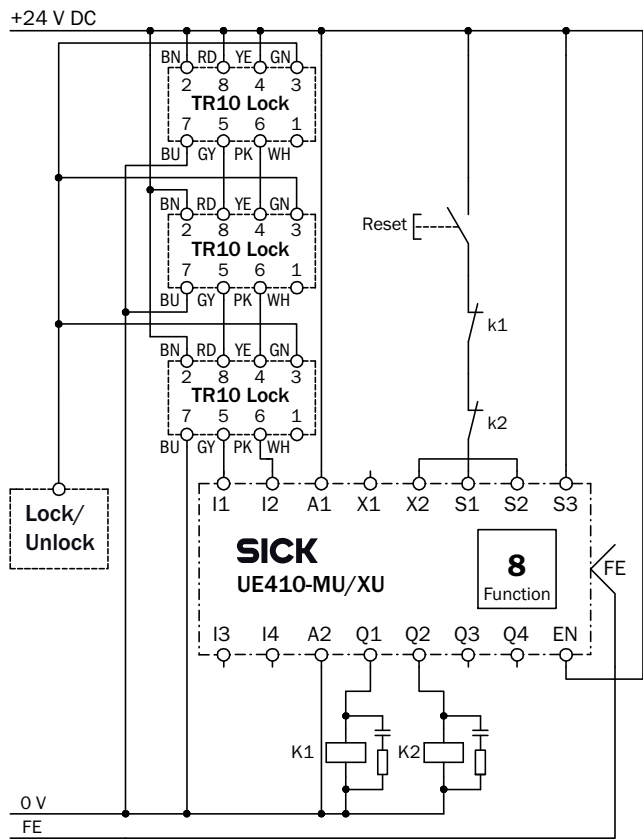 +24 V DC
BN RD YE GN
2 8 4 3
TR10 Lock
7 5 6 1
BU GY PK WH
BN RD YE GN
2 8 4 3
TR10 Lock
7 5 6 1
BU GY PK WH
Reset
k1
BN RD YE GN
2 8 4 3
TR10 Lock
7 5 6 1
BU GY PK WH
k2
Lock/
Unlock
I1 I2 A1 X1 X2 S1 S2 S3
SICK
UE410-MU/XU
8
Function
FE
I3 I4 A2 Q1 Q2 Q3 Q4 EN
K1 K2
0 V
FE